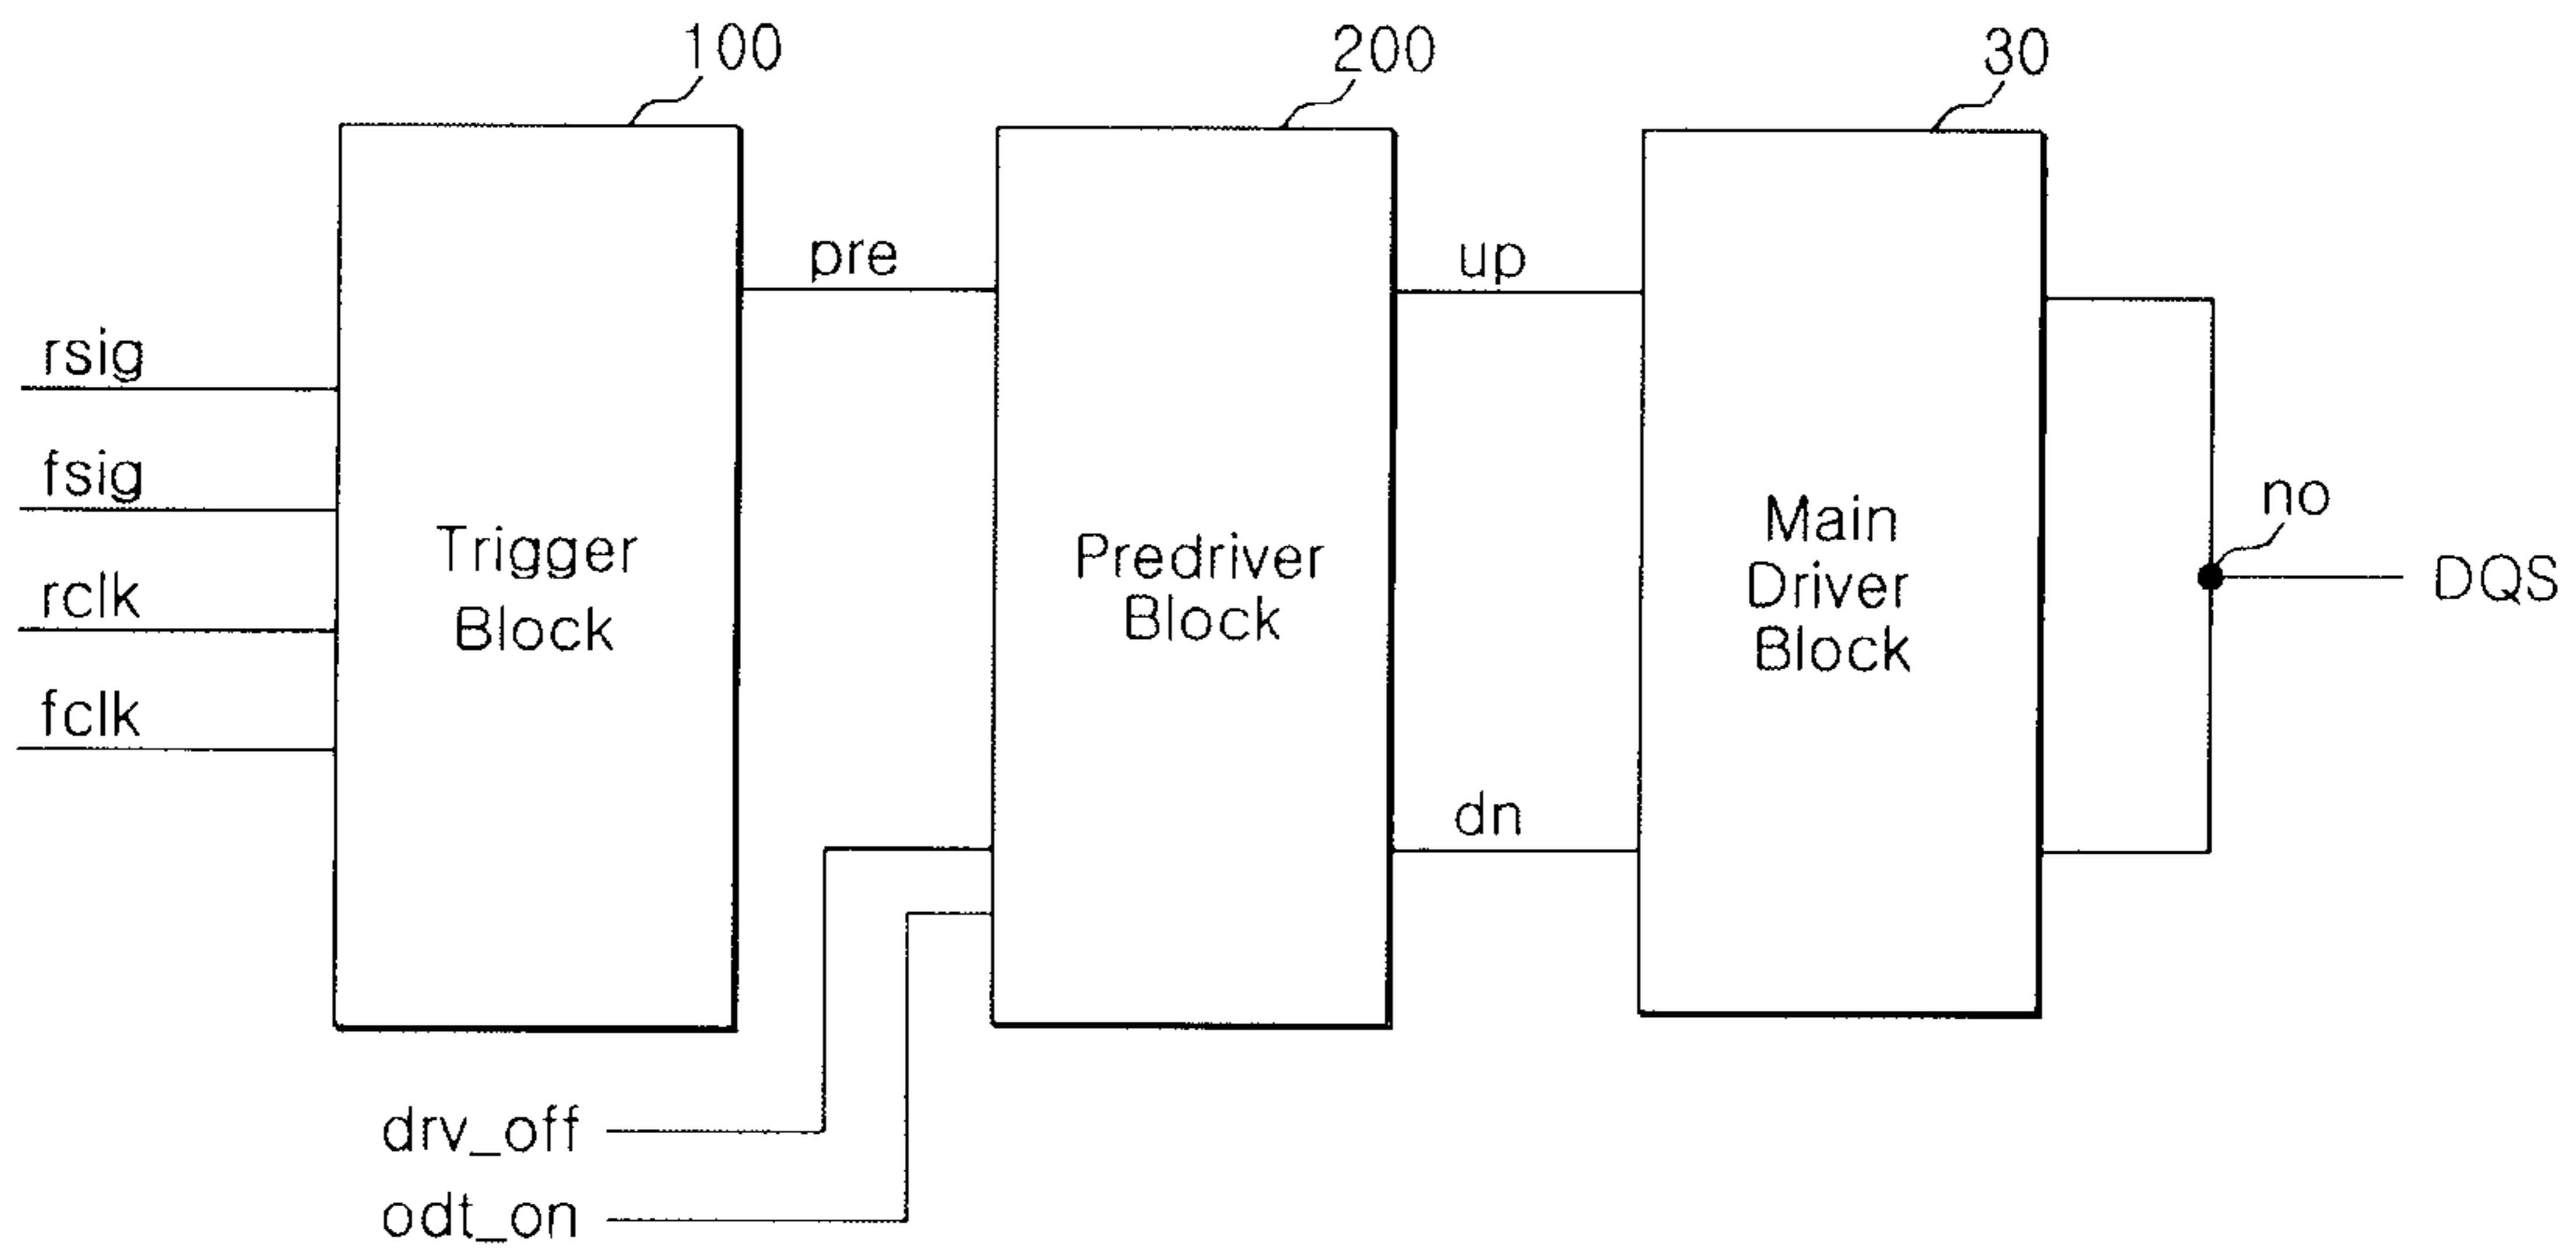 100
200
30
pre
up
rsig
fsig
rclk
fclk
Trigger
Block
Predriver
Block
Main
Driver
Block
no
DQS
dn
drv_off
odt_on